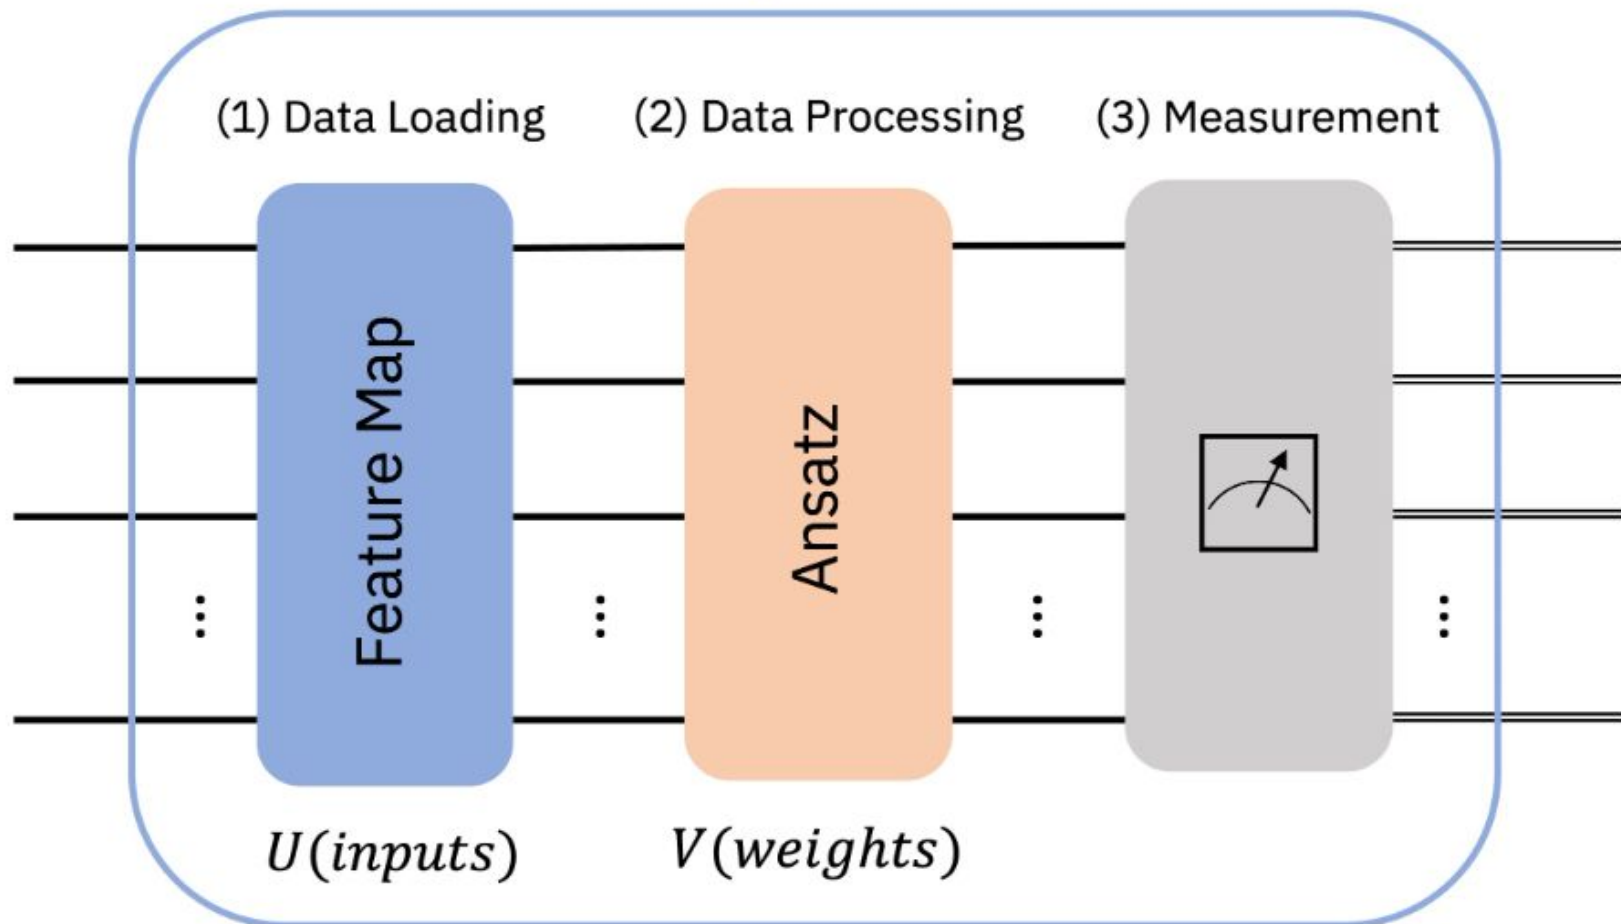 (1) Data Loading
(2) Data Processing
(3) Measurement
Feature Map
Ansatz
U(inputs)
V(weights)